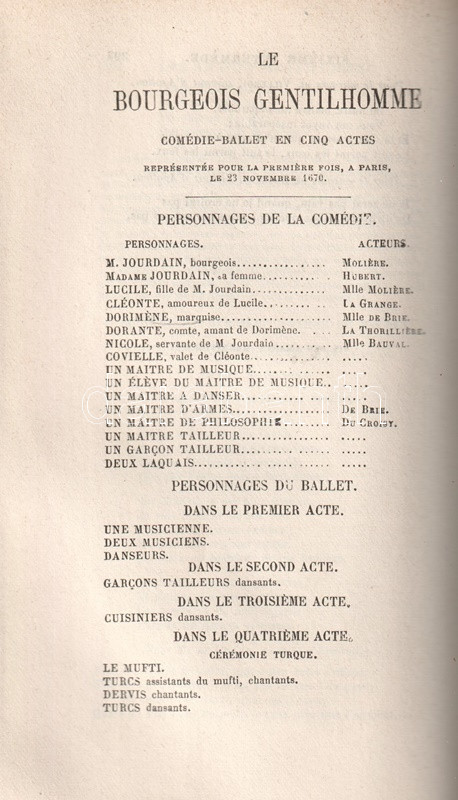 LE
BOURGEOIS GENTILHOMME
COMÉDIE-BALLET EN CINQ ACTES
REPRÉSENTÉE POUR LA PREMIÈRE FOIS, A PARIS,
LE 23 NOVEMBRE 1670.
PERSONNAGES DE LA COMÉDIE.
PERSONNAGES. ACTEURS.
M. JOURDAIN, bourgeois................ MOLIÈRE.
MADAME JOURDAIN, sa femme............ HUBERT.
LUCILE, fille de M. Jourdain............. Mlle MOLIÈRE.
CLÉONTE, amoureux de Lucile........... LA GRANGE.
DORIMÈNE, marquise................... Mlle DE BRIE.
DORANTE, comte, amant de Dorimène. .... LA THORILLIÈRE.
NICOLE, servante de M Jourdain.......... Mlle BAUVAL.
COVIELLE, valet de Cléonte.............. .....
UN MAITRE DE MUSIQUE................ .....
UN ÉLÈVE DU MAITRE DE MUSIQUE.. .....
UN MAITRE A DANSER................. .....
UN MAITRE D'ARMES................... DE BRIE.
UN MAITRE DE PHILOSOPHIE........... DU CROISY.
UN MAITRE TAILLEUR................. .....
UN GARÇON TAILLEUR................. .....
DEUX LAQUAIS........................ .....
PERSONNAGES DU BALLET.
DANS LE PREMIER ACTE.
UNE MUSICIENNE.
DEUX MUSICIENS.
DANSEURS.
DANS LE SECOND ACTE.
GARÇONS TAILLEURS dansants.
DANS LE TROISIÈME ACTE.
CUISINIERS dansants.
DANS LE QUATRIÈME ACTE.
CÉRÉMONIE TURQUE.
LE MUFTI.
TURCS assistants du mufti, chantants.
DERVIS chantants.
TURCS dansants.